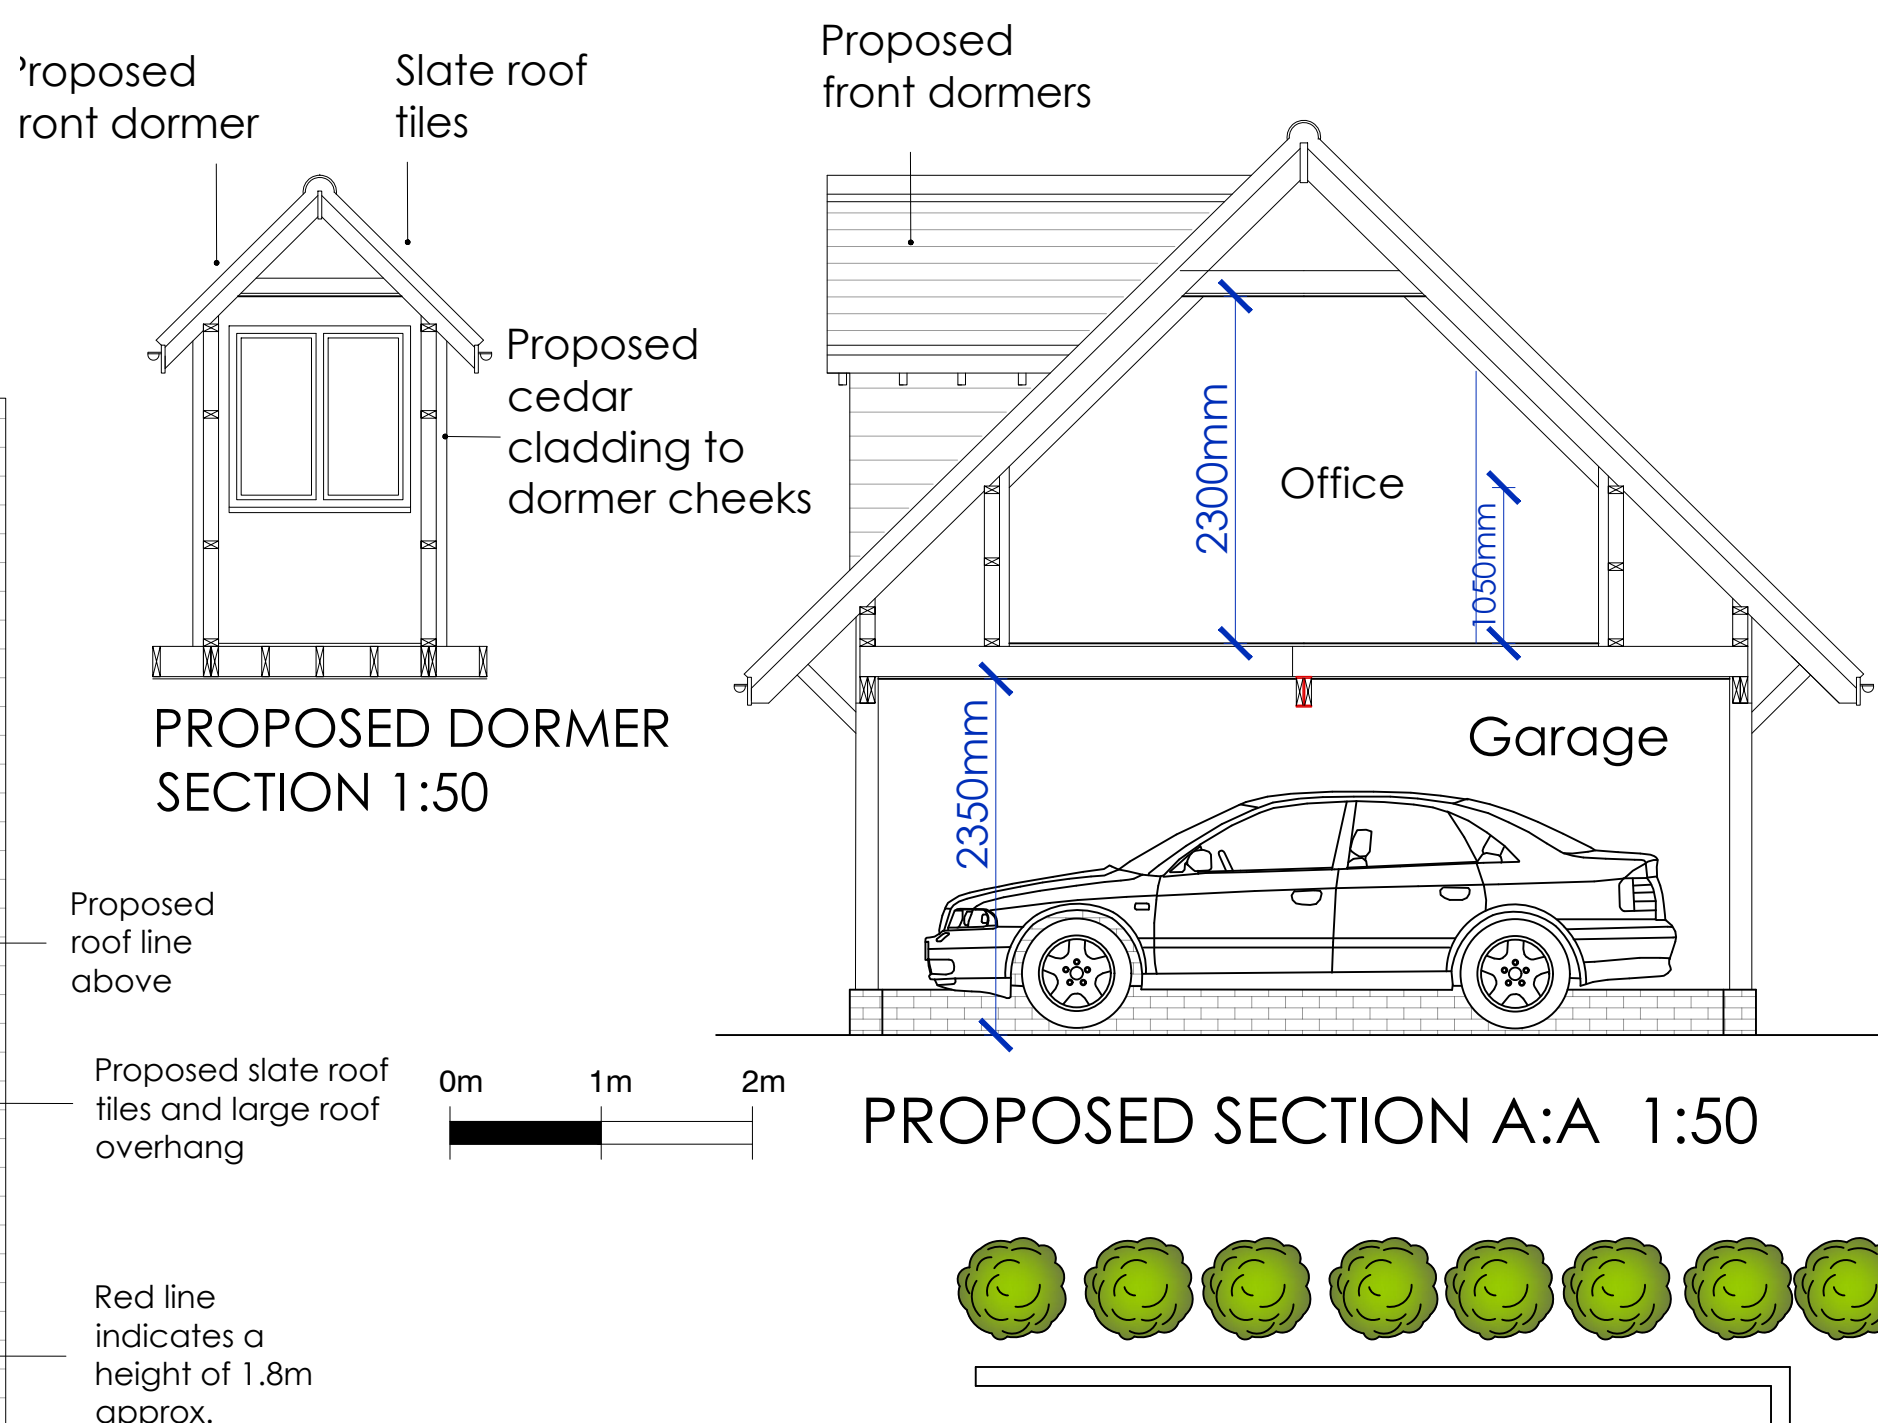 Proposed
front dormer
Slate roof
tiles
Proposed
front dormers
Proposed
cedar
cladding to
dormer cheeks
2300mm
Office
1050mm
PROPOSED DORMER
SECTION 1:50
2350mm
Garage
Proposed
roof line
above
Proposed slate roof
tiles and large roof
overhang
0m 1m 2m
PROPOSED SECTION A:A 1:50
Red line
indicates a
height of 1.8m
approx.